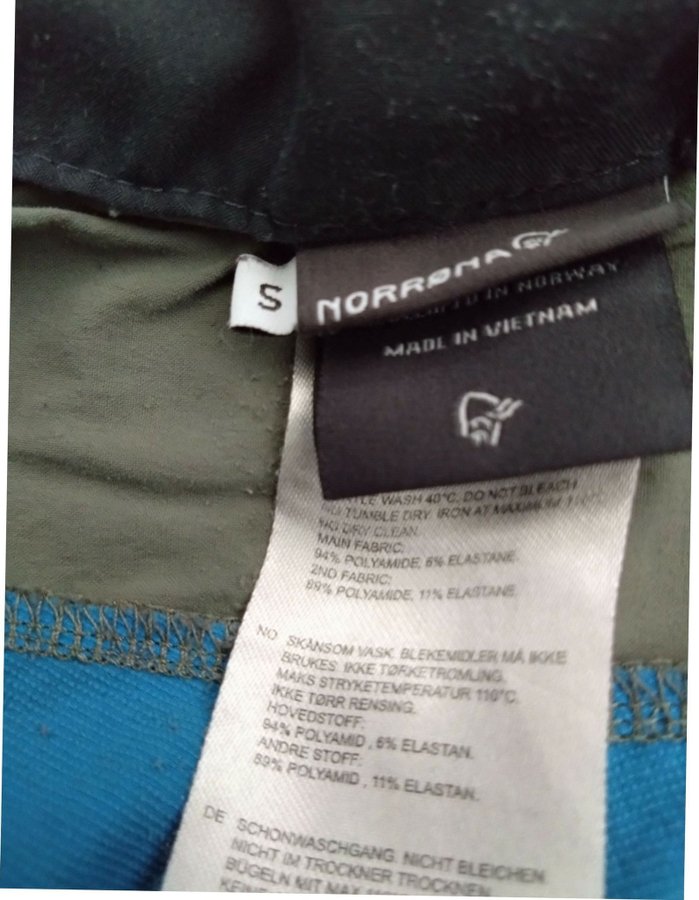 S
NORRØNA
IN NORWAY
MADE IN VIETNAM
WASH 40°C. DO NOT BLEACH
NO TUMBLE DRY. IRON AT MAXIMUM 110°C
NO DRY CLEAN.
MAIN FABRIC:
94% POLYAMIDE, 6% ELASTANE.
2ND FABRIC:
89% POLYAMIDE, 11% ELASTANE.
NO SKÅNSOM VASK. BLEKEMIDLER MÅ IKKE
BRUKES. IKKE TØRKETROMLING.
MAKS STRYKETEMPERATUR 110°C.
IKKE TØRR RENSING.
HOVEDSTOFF:
94% POLYAMID , 6% ELASTAN.
ANDRE STOFF:
89% POLYAMID , 11% ELASTAN.
DE SCHONWASCHGANG. NICHT BLEICHEN.
NICHT IM TROCKNER TROCKNEN.
BÜGELN MIT MAX